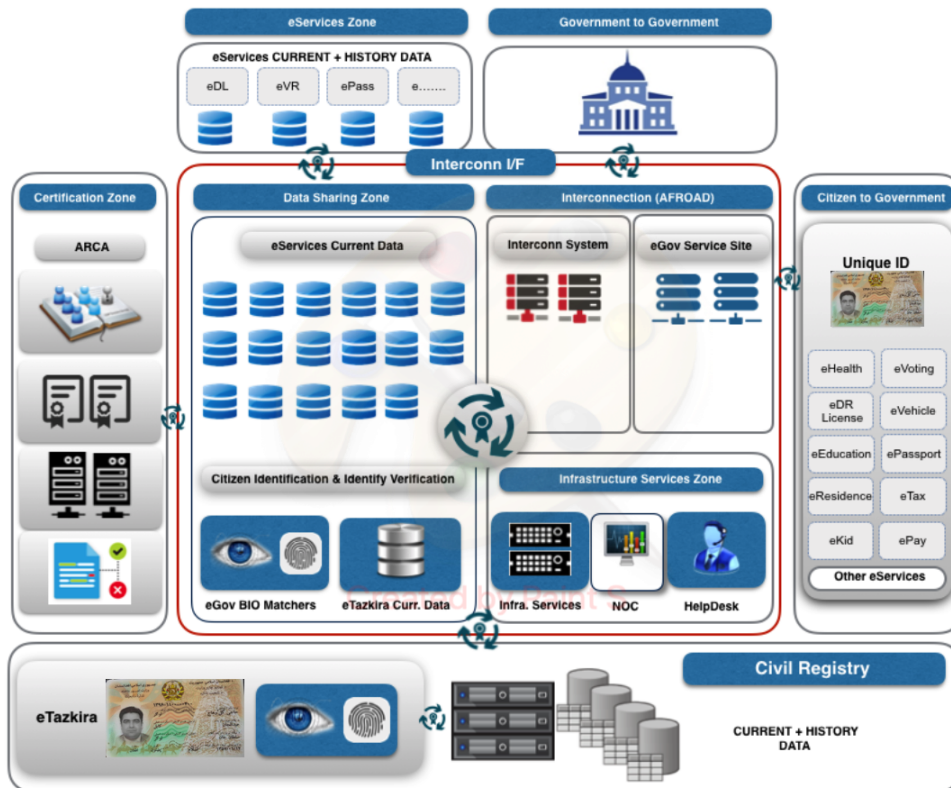 eServices Zone
Government to Government
eServices CURRENT + HISTORY DATA
eDL
eVR
ePass
e.......
Interconn I/F
Certification Zone
ARCA
Data Sharing Zone
eServices Current Data
Interconnection (AFROAD)
Interconn System
eGov Service Site
Citizen to Government
Unique ID
eHealth
eVoting
eDR
License
eVehicle
eEducation
ePassport
eResidence
eTax
eKid
ePay
Other eServices
Citizen Identification & Identify Verification
eGov BIO Matchers
eTazkira Curr. Data
Infrastructure Services Zone
Infra. Services
NOC
HelpDesk
Created by Paint S
Civil Registry
eTazkira
CURRENT + HISTORY
DATA